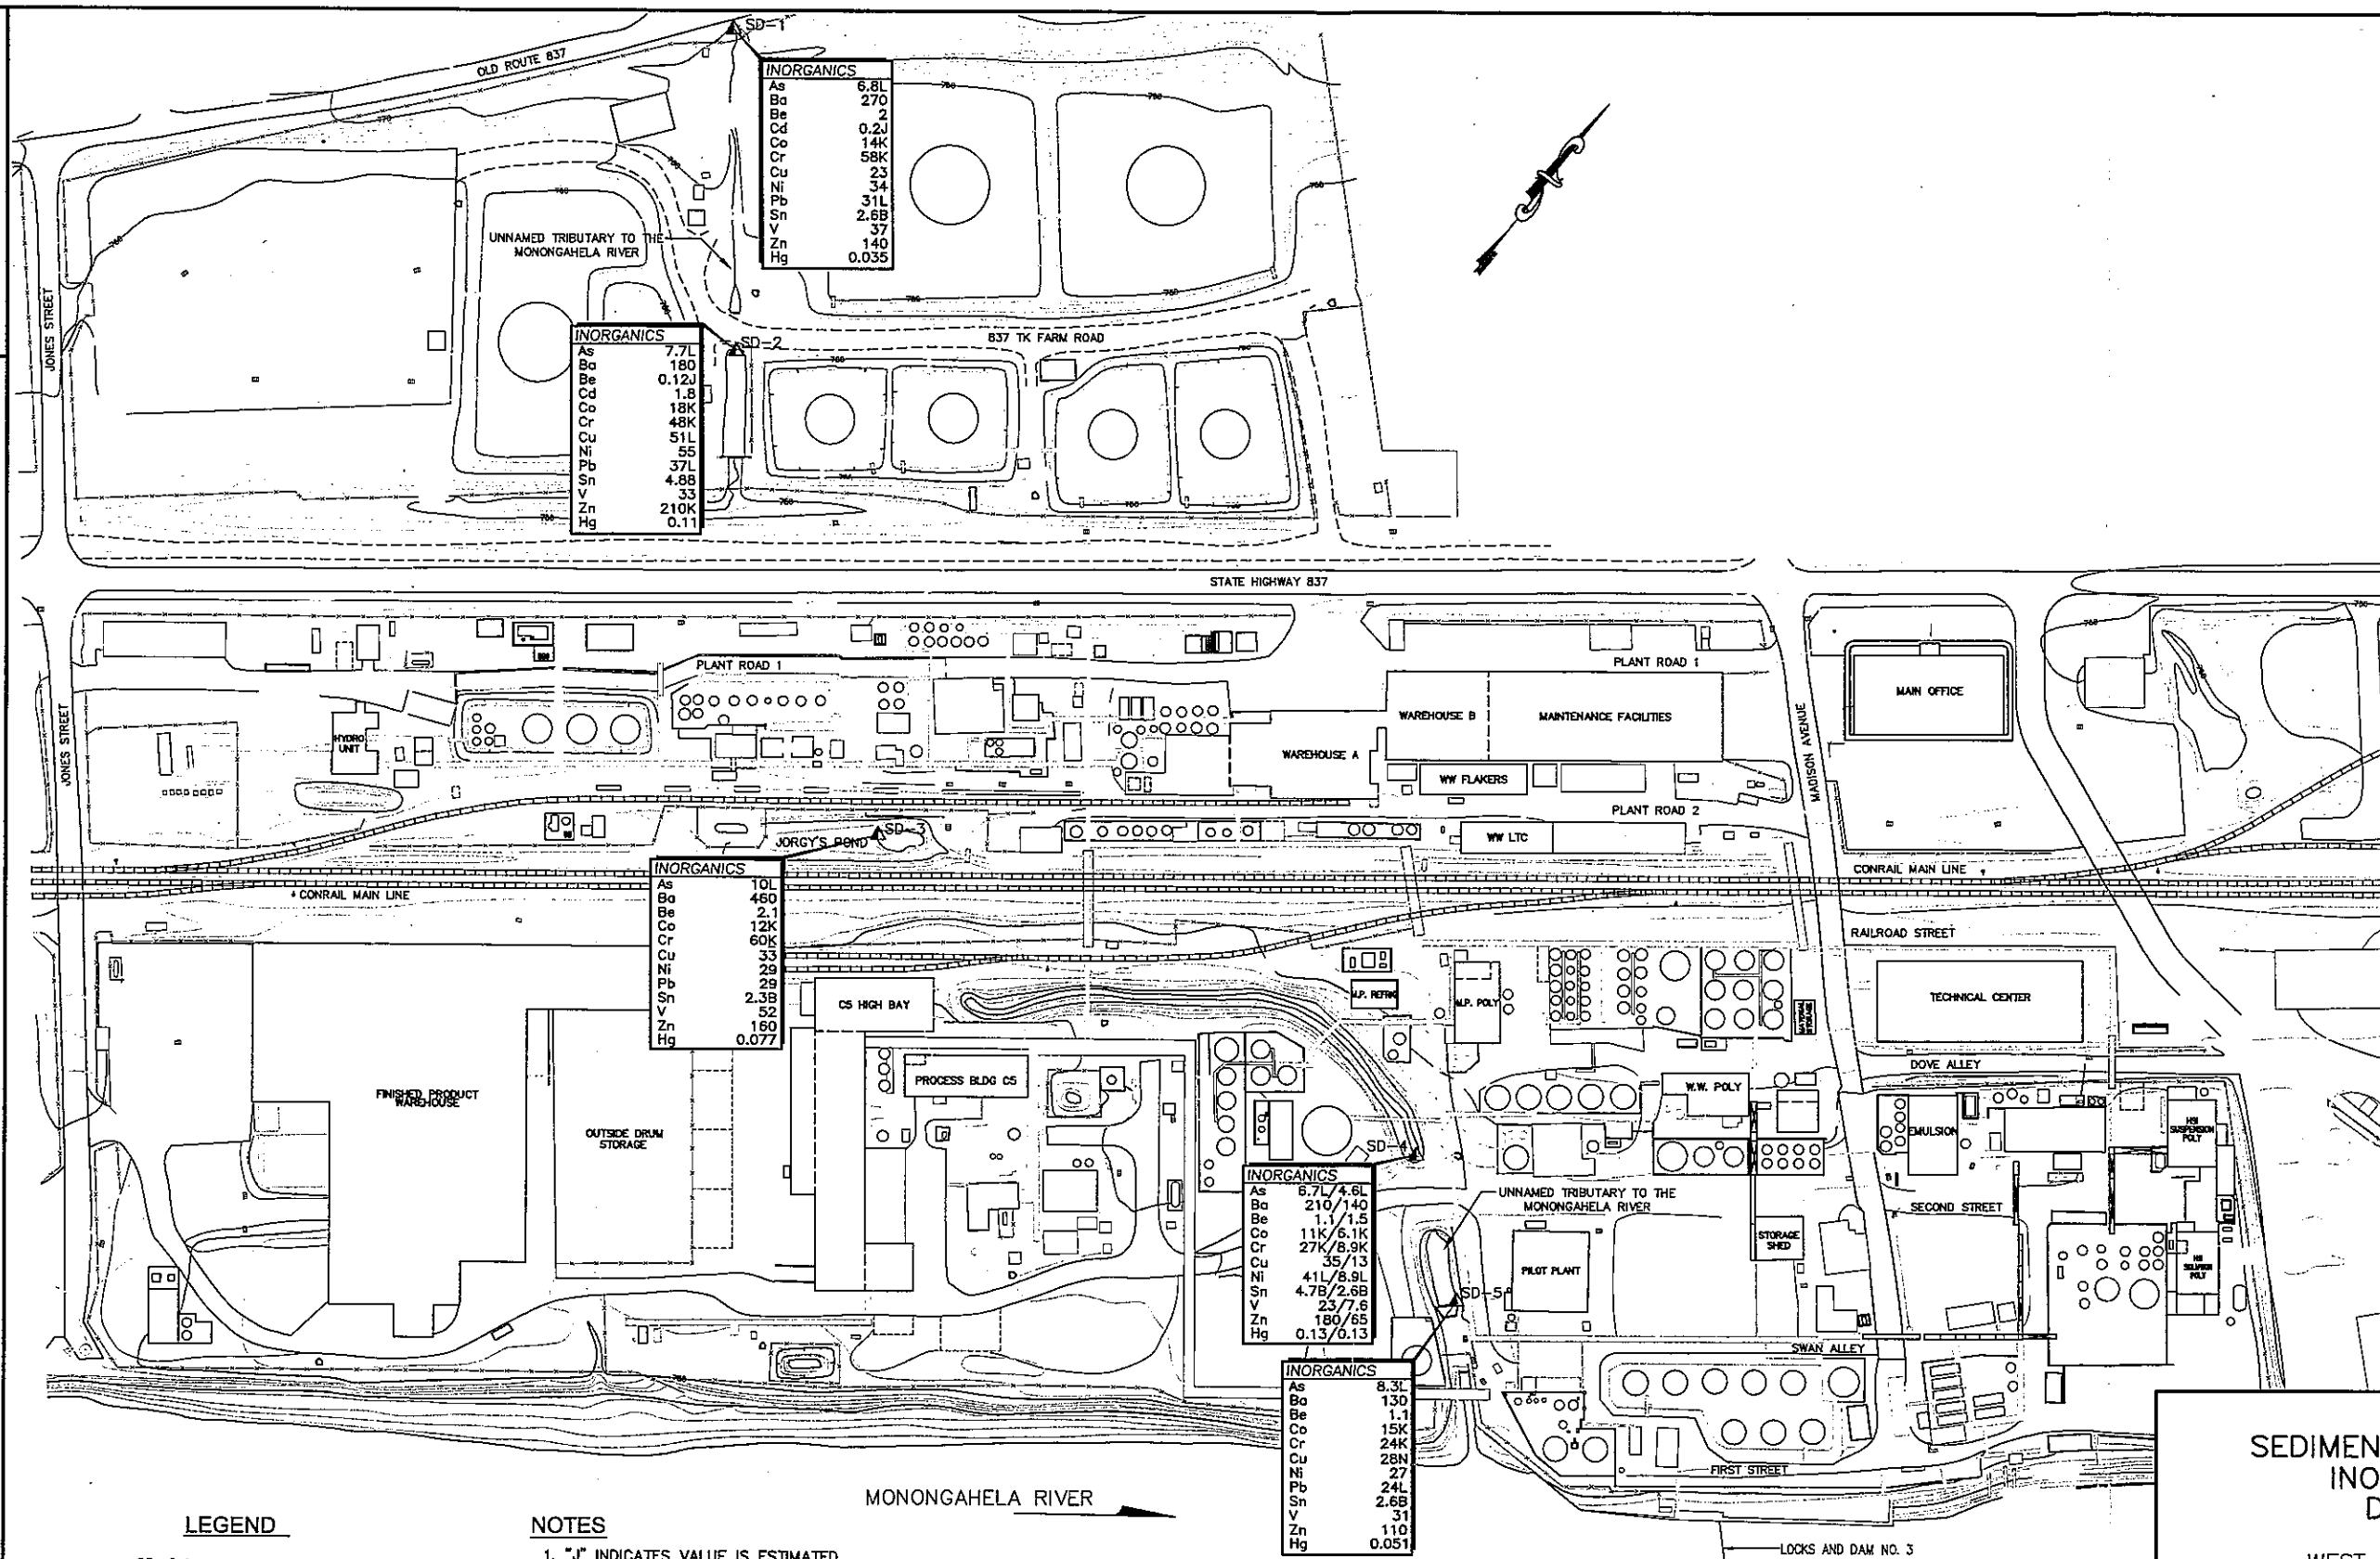 SD-1
OLD ROUTE 837
INORGANICS
As 6.8L
Ba 270
Be 2
Cd 0.2J
Co 14K
Cr 58K
Cu 23
Ni 34
Pb 31L
Sn 2.6B
V 37
Zn 140
Hg 0.035
UNNAMED TRIBUTARY TO THE
MONONGAHELA RIVER
JONES STREET
837 TK FARM ROAD
SD-2
INORGANICS
As 7.7L
Ba 180
Be 0.12J
Cd 1.8
Co 18K
Cr 48K
Cu 51L
Ni 55
Pb 37L
Sn 4.8B
V 33
Zn 210K
Hg 0.11
STATE HIGHWAY 837
PLANT ROAD 1
PLANT ROAD 1
MAIN OFFICE
JONES STREET
HYDRO
UNIT
WAREHOUSE B
MAINTENANCE FACILITIES
MADISON AVENUE
WAREHOUSE A
WW FLAKERS
PLANT ROAD 2
JORGY'S POND
SD-3
WW LTC
CONRAIL MAIN LINE
CONRAIL MAIN LINE
INORGANICS
As 10L
Ba 460
Be 2.1
Co 12K
Cr 60K
Cu 33
Ni 29
Pb 29
Sn 2.3B
V 52
Zn 160
Hg 0.077
RAILROAD STREET
C5 HIGH BAY
M.P. REFRIG
M.P. POLY
TECHNICAL CENTER
DOVE ALLEY
PROCESS BLDG C5
W.W. POLY
FINISHED PRODUCT
WAREHOUSE
OUTSIDE DRUM
STORAGE
EMULSION
SUSPENSION
POLY
SD-4
INORGANICS
As 6.7L/4.6L
Ba 210/140
Be 1.1/1.5
Co 11K/6.1K
Cr 27K/8.9K
Cu 35/13
Ni 41L/8.9L
Sn 4.7B/2.6B
V 23/7.6
Zn 180/65
Hg 0.13/0.13
UNNAMED TRIBUTARY TO THE
MONONGAHELA RIVER
SECOND STREET
STORAGE
SHED
PILOT PLANT
SD-5
SWAN ALLEY
INORGANICS
As 8.3L
Ba 130
Be 1.1
Co 15K
Cr 24K
Cu 28N
Ni 27
Pb 24L
Sn 2.6B
V 31
Zn 110
Hg 0.051
FIRST STREET
MONONGAHELA RIVER
LOCKS AND DAM NO. 3
LEGEND
NOTES
1. "J" INDICATES VALUE IS ESTIMATED
SEDIMEN
INO
D
WEST